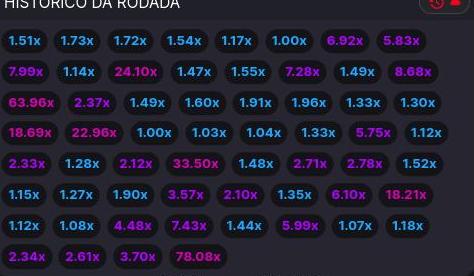 HISTÓRICO DA RODADA
1.51x 1.73x 1.72x 1.54x 1.17x 1.00x 6.92x 5.83x
7.99x 1.14x 24.10x 1.47x 1.55x 7.28x 1.49x 8.68x
63.96x 2.37x 1.49x 1.60x 1.91x 1.96x 1.33x 1.30x
18.69x 22.96x 1.00x 1.03x 1.04x 1.33x 5.75x 1.12x
2.33x 1.28x 2.12x 33.50x 1.48x 2.71x 2.78x 1.52x
1.15x 1.27x 1.90x 3.57x 2.10x 1.35x 6.10x 18.21x
1.12x 1.08x 4.48x 7.43x 1.44x 5.99x 1.07x 1.18x
2.34x 2.61x 3.70x 78.08x